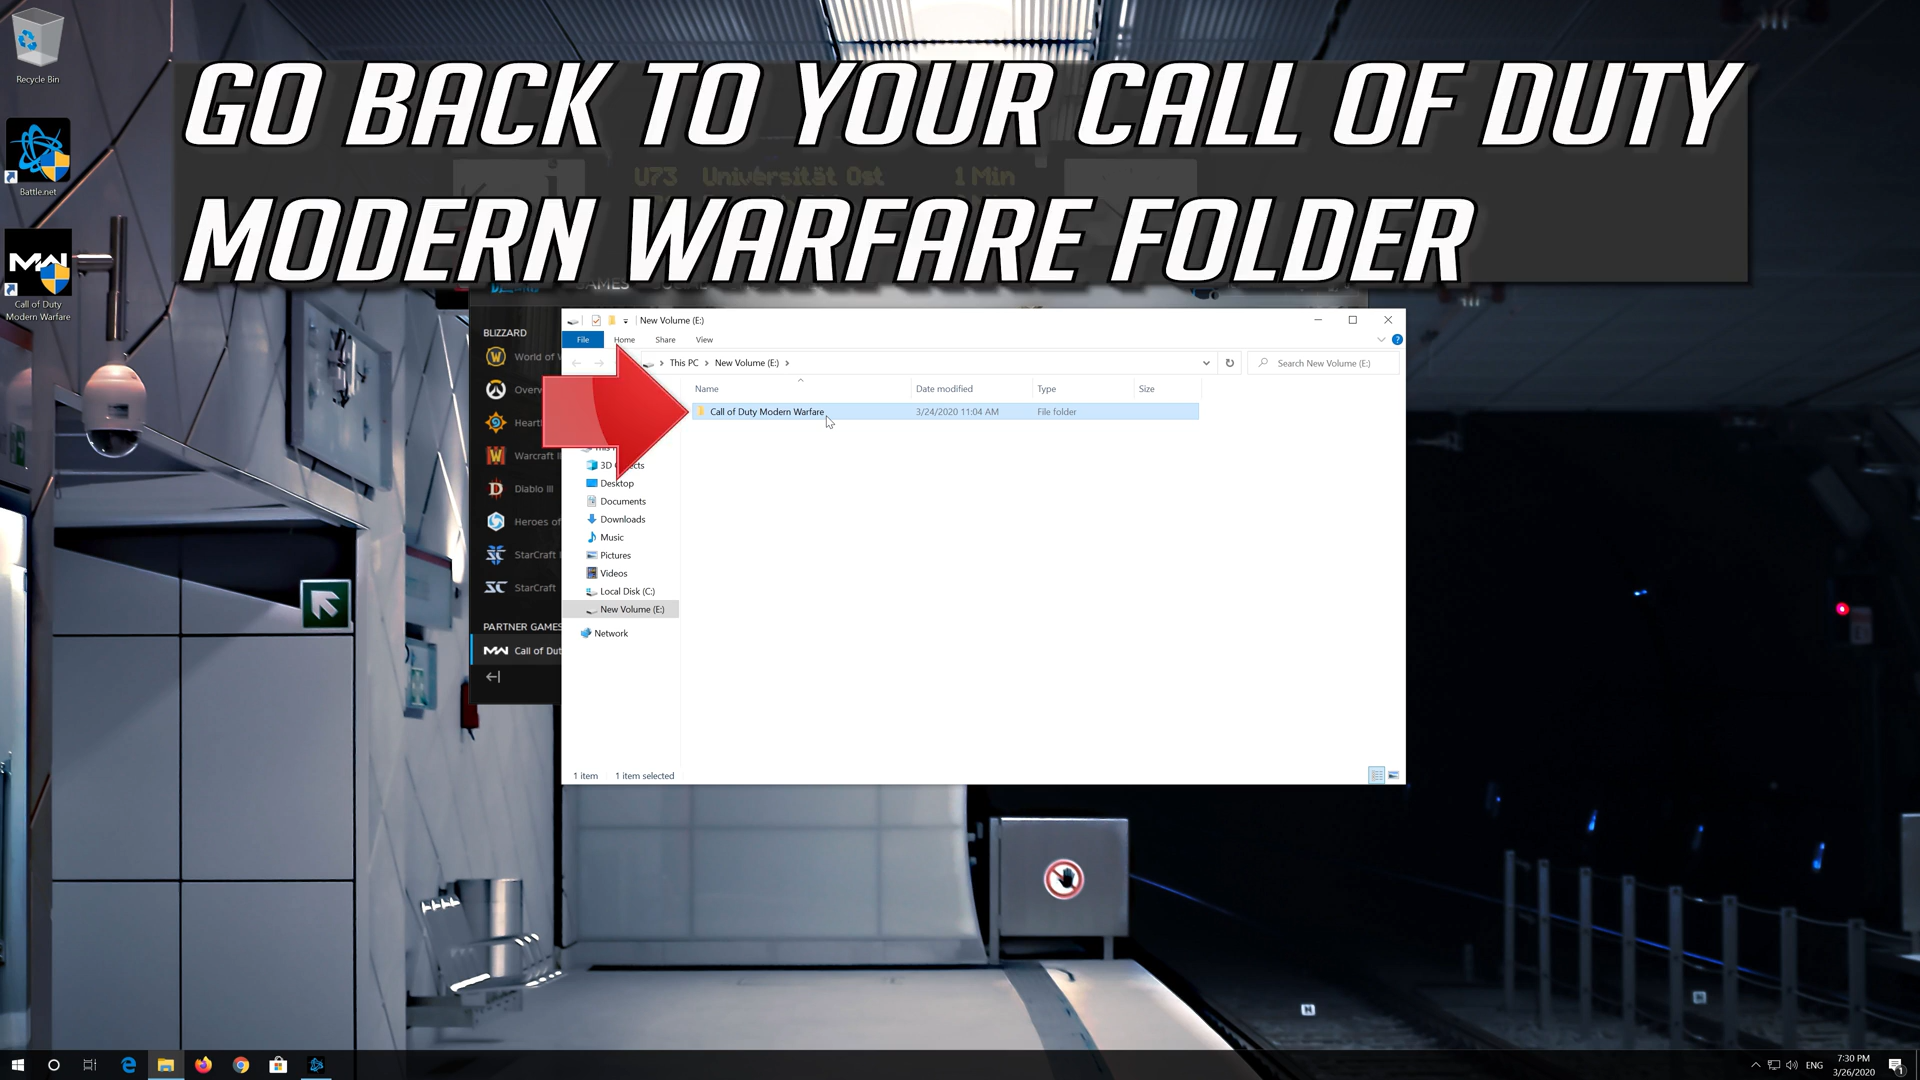 Recycle Bin
GO BACK TO YOUR CALL OF DUTY
MODERN WARFARE FOLDER
U73 Universität Ost 1 Min
Battle.net
Call of Duty
Modern Warfare
BLIZZARD
World of W
Overw
Hearth
Warcraft II
Diablo III
Heroes of
StarCraft I
StarCraft
PARTNER GAMES
Call of Dut
New Volume (E:)
File Home Share View
This PC > New Volume (E:) >
Search New Volume (E:)
Name Date modified Type Size
Call of Duty Modern Warfare 3/24/2020 11:04 AM File folder
Desktop
Documents
Downloads
Music
Pictures
Videos
Local Disk (C:)
New Volume (E:)
Network
1 item 1 item selected
ENG
7:30 PM
3/26/2020